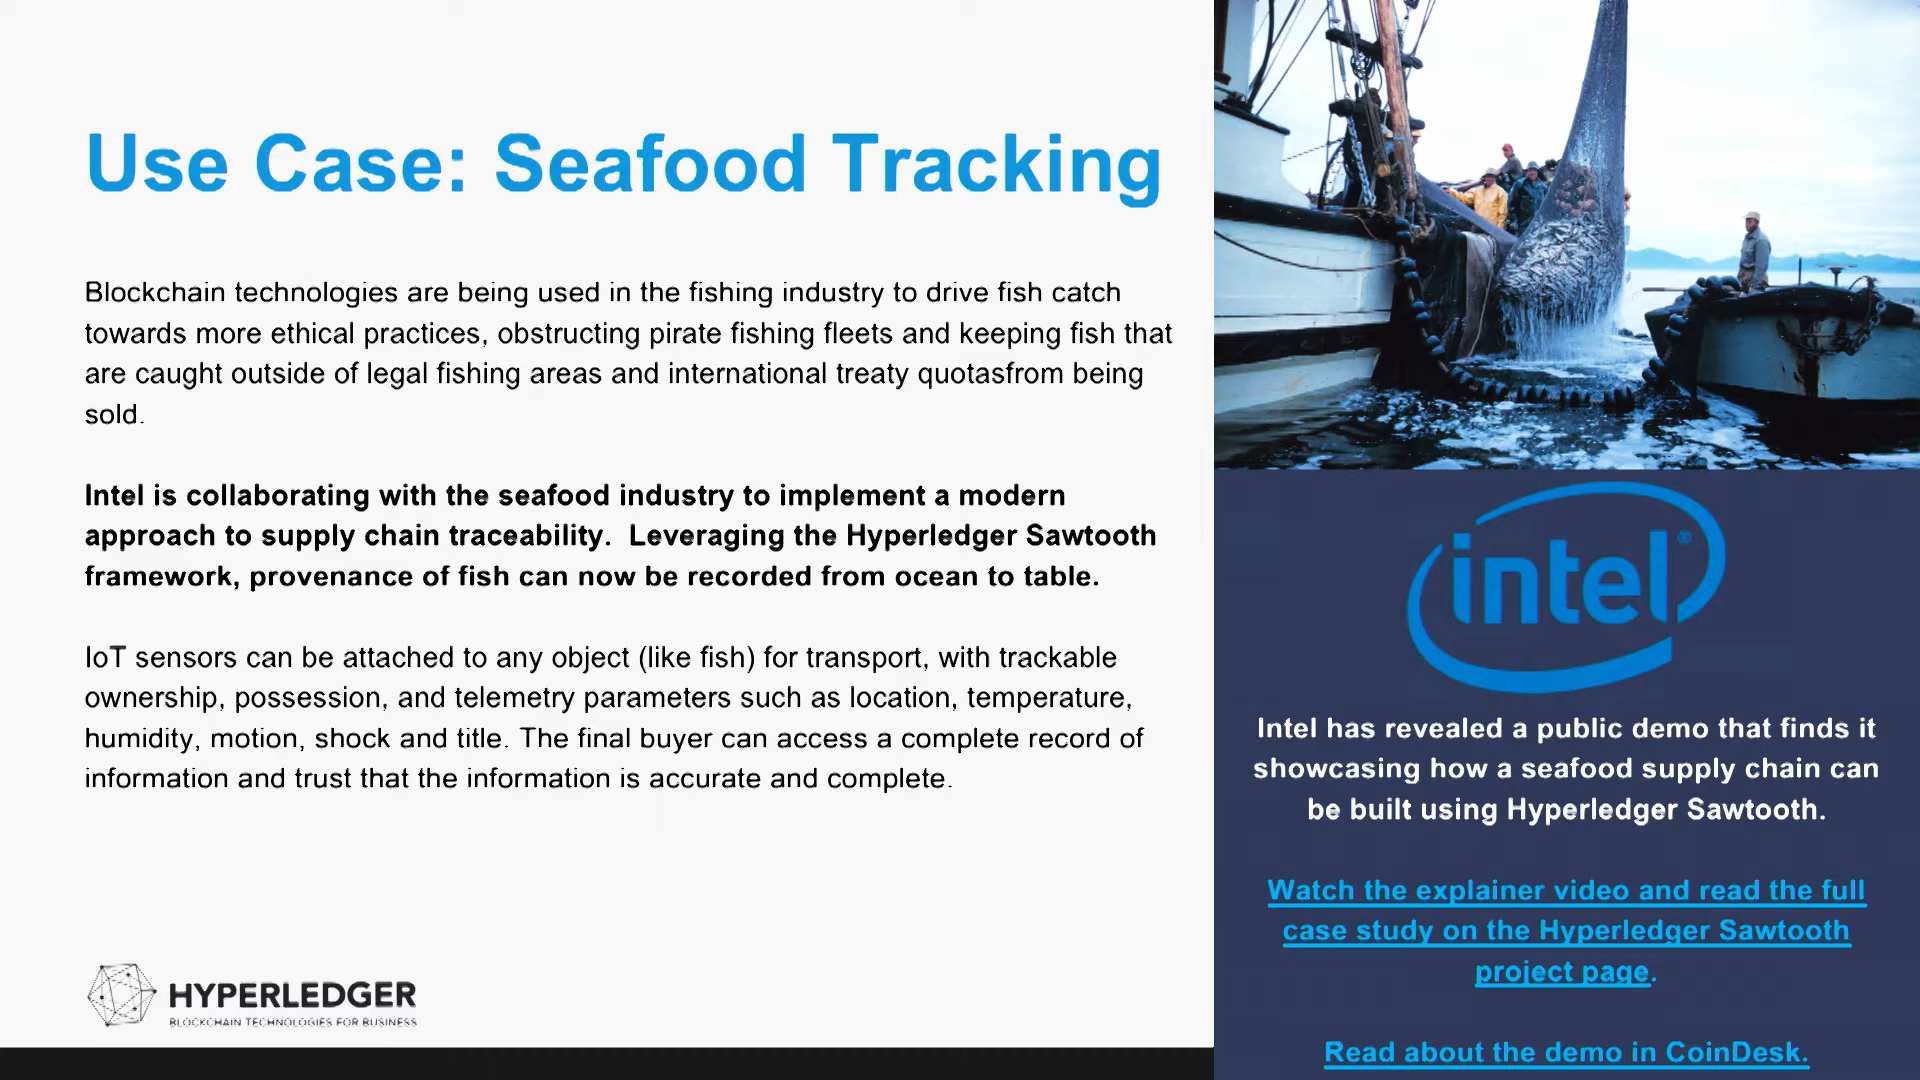 Use Case: Seafood Tracking
Blockchain technologies are being used in the fishing industry to drive fish catch
towards more ethical practices, obstructing pirate fishing fleets and keeping fish that
are caught outside of legal fishing areas and international treaty quotasfrom being
sold.
Intel is collaborating with the seafood industry to implement a modern
approach to supply chain traceability.  Leveraging the Hyperledger Sawtooth
framework, provenance of fish can now be recorded from ocean to table.
IoT sensors can be attached to any object (like fish) for transport, with trackable
ownership, possession, and telemetry parameters such as location, temperature,
humidity, motion, shock and title. The final buyer can access a complete record of
information and trust that the information is accurate and complete.
HYPERLEDGER
BLOCKCHAIN TECHNOLOGIES FOR BUSINESS
intel®
Intel has revealed a public demo that finds it
showcasing how a seafood supply chain can
be built using Hyperledger Sawtooth.
Watch the explainer video and read the full
case study on the Hyperledger Sawtooth
project page.
Read about the demo in CoinDesk.